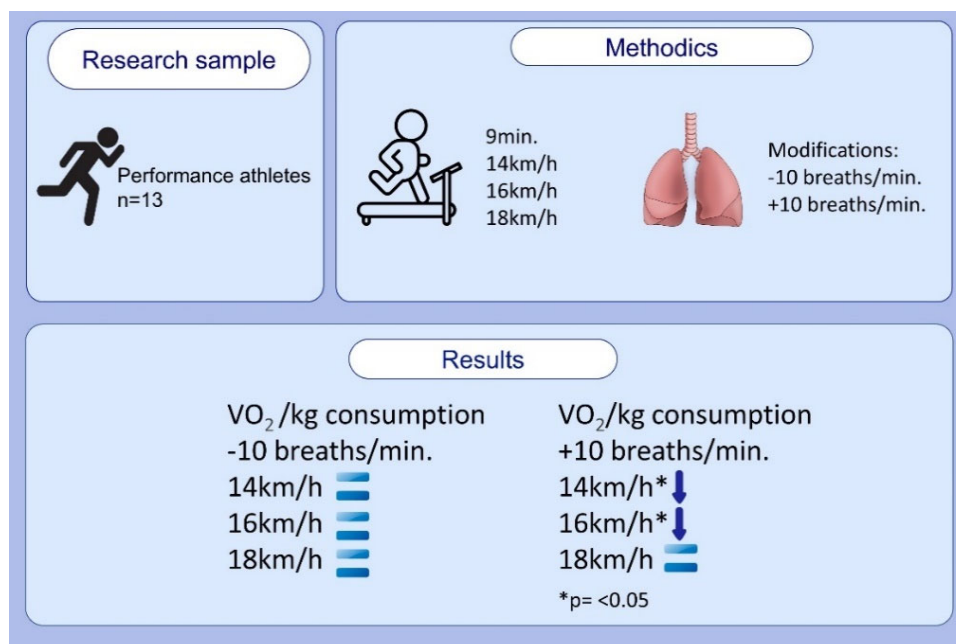 Research sample
Performance athletes
n=13
Methodics
9min.
14km/h
16km/h
18km/h
Modifications:
-10 breaths/min.
+10 breaths/min.
Results
VO₂/kg consumption
-10 breaths/min.
14km/h
16km/h
18km/h
VO₂/kg consumption
+10 breaths/min.
14km/h*
16km/h*
18km/h
*p= <0.05